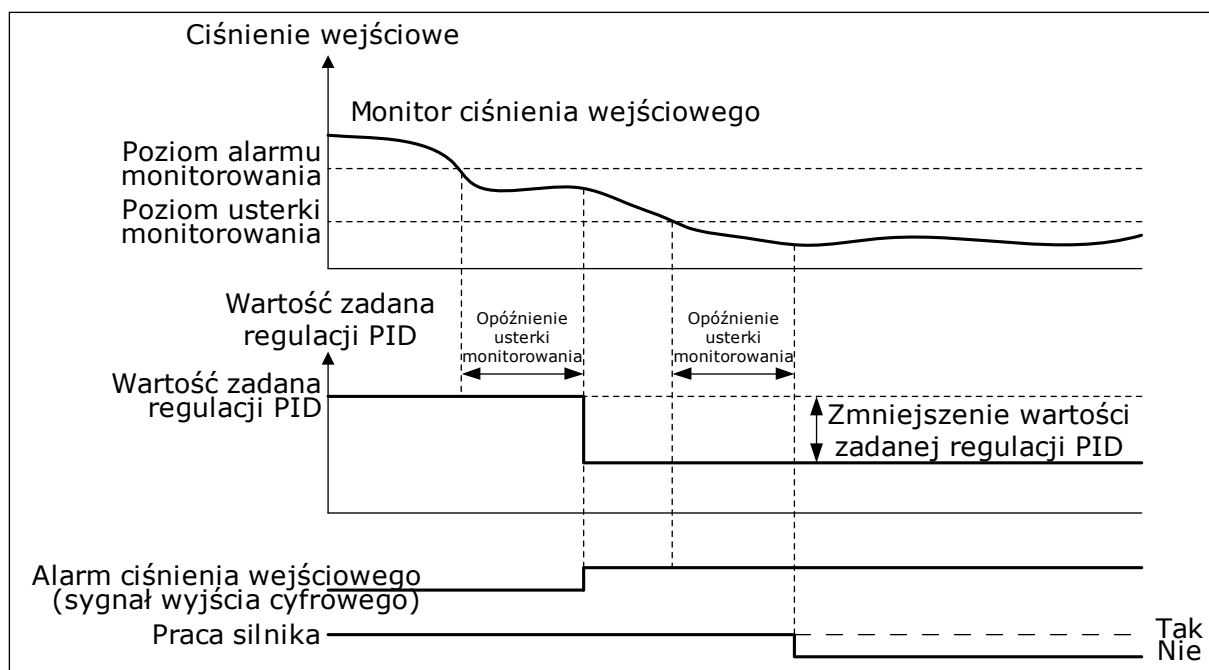 Ciśnienie wejściowe
Monitor ciśnienia wejściowego
Poziom alarmu
monitorowania
Poziom usterki
monitorowania
Wartość zadana
regulacji PID
Opóźnienie
usterki
monitorowania
Opóźnienie
usterki
monitorowania
Wartość zadana
regulacji PID
Zmniejszenie wartości
zadanej regulacji PID
Alarm ciśnienia wejściowego
(sygnał wyjścia cyfrowego)
Praca silnika
Tak
Nie